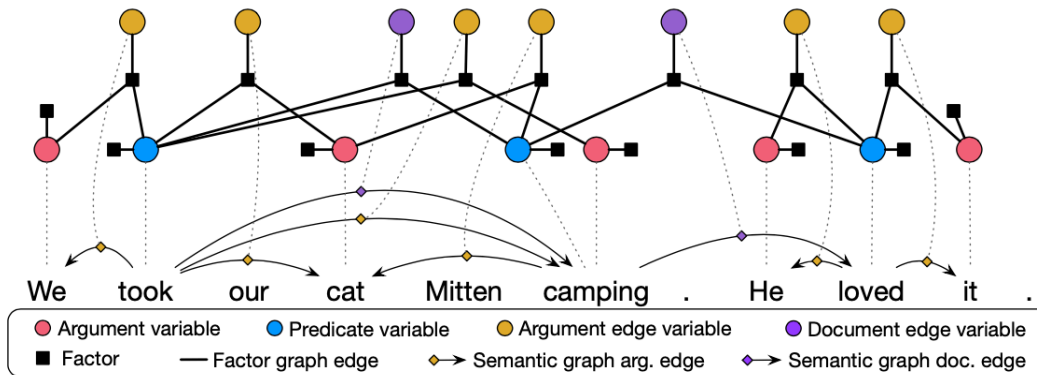 We took our cat Mitten camping . He loved it .
Argument variable Predicate variable Argument edge variable Document edge variable
Factor Factor graph edge Semantic graph arg. edge Semantic graph doc. edge